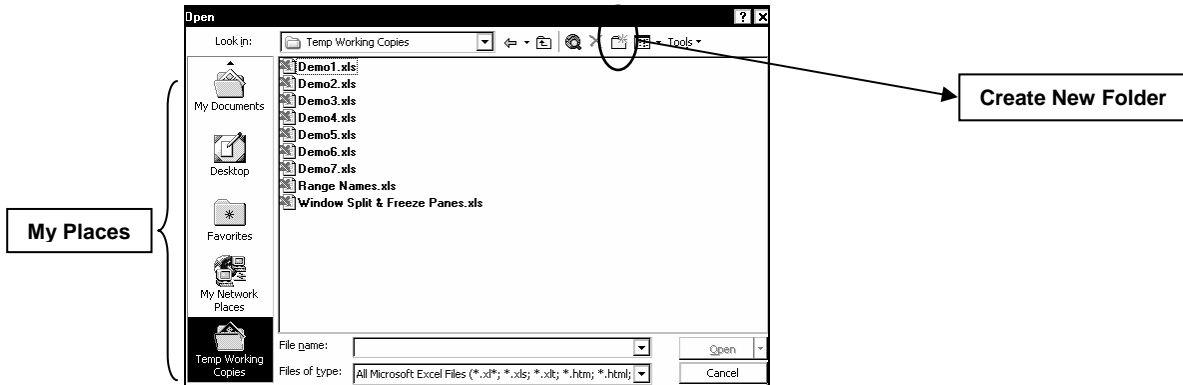 Open
Look in:
Temp Working Copies
Tools
My Documents
Desktop
Favorites
My Network
Places
Temp Working
Copies
Demo1.xls
Demo2.xls
Demo3.xls
Demo4.xls
Demo5.xls
Demo6.xls
Demo7.xls
Range Names.xls
Window Split & Freeze Panes.xls
File name:
Open
Files of type:
All Microsoft Excel Files (*.xl*; *.xls; *.xlt; *.htm; *.html;
Cancel
My Places
Create New Folder